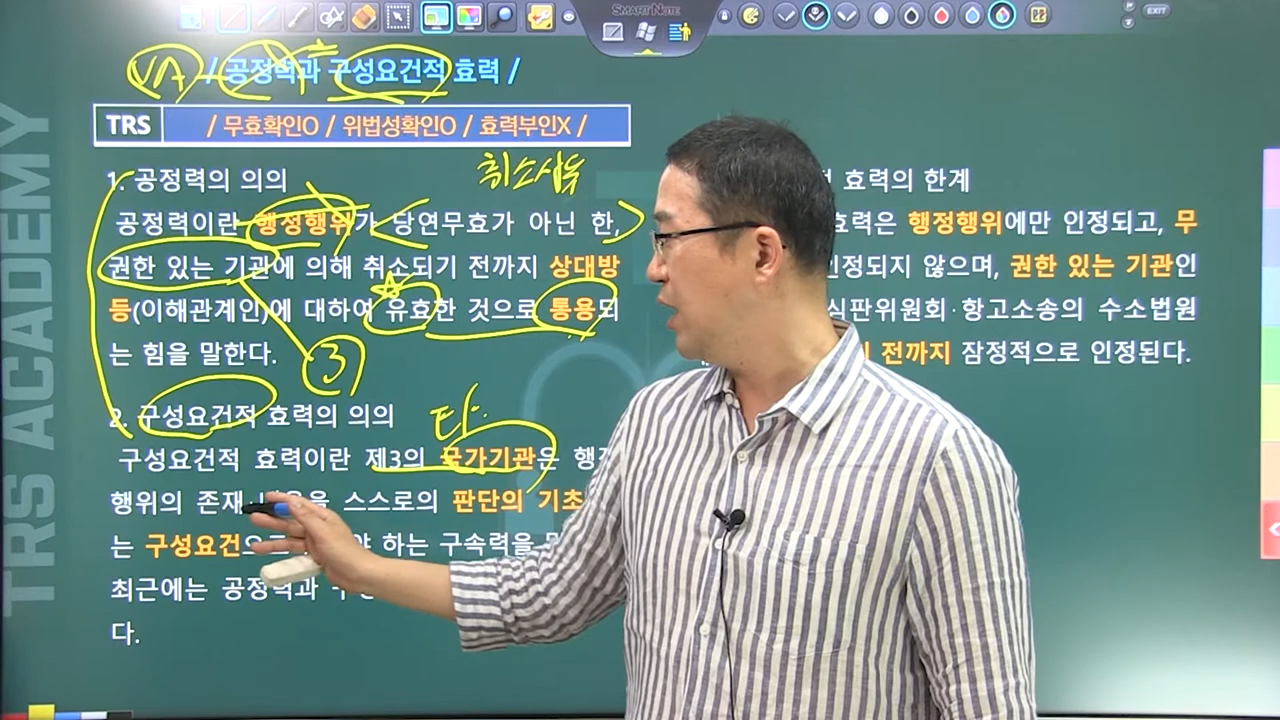 SMART NOTE
EXIT
VA / 공정력과 구성요건적 효력 /
TRS / 무효확인O / 위법성확인O / 효력부인X /
1. 공정력의 의의
취소사유
공정력이란 행정행위가 < 당연무효가 아닌 한, >
권한 있는 기관에 의해 취소되기 전까지 상대방
등(이해관계인)에 대하여 유효한 것으로 통용되
는 힘을 말한다.
③
2. 구성요건적 효력의 의의
타.
구성요건적 효력이란 제3의 국가기관은
행위의 존재 스스로의 판단의 기초
는 구성요건으로 하는 구속력을
최근에는 공정력과
다.
효력의 한계
효력은 행정행위에만 인정되고, 무
인정되지 않으며, 권한 있는 기관인
심판위원회·항고소송의 수소법원
전까지 잠정적으로 인정된다.
TRS ACADEMY